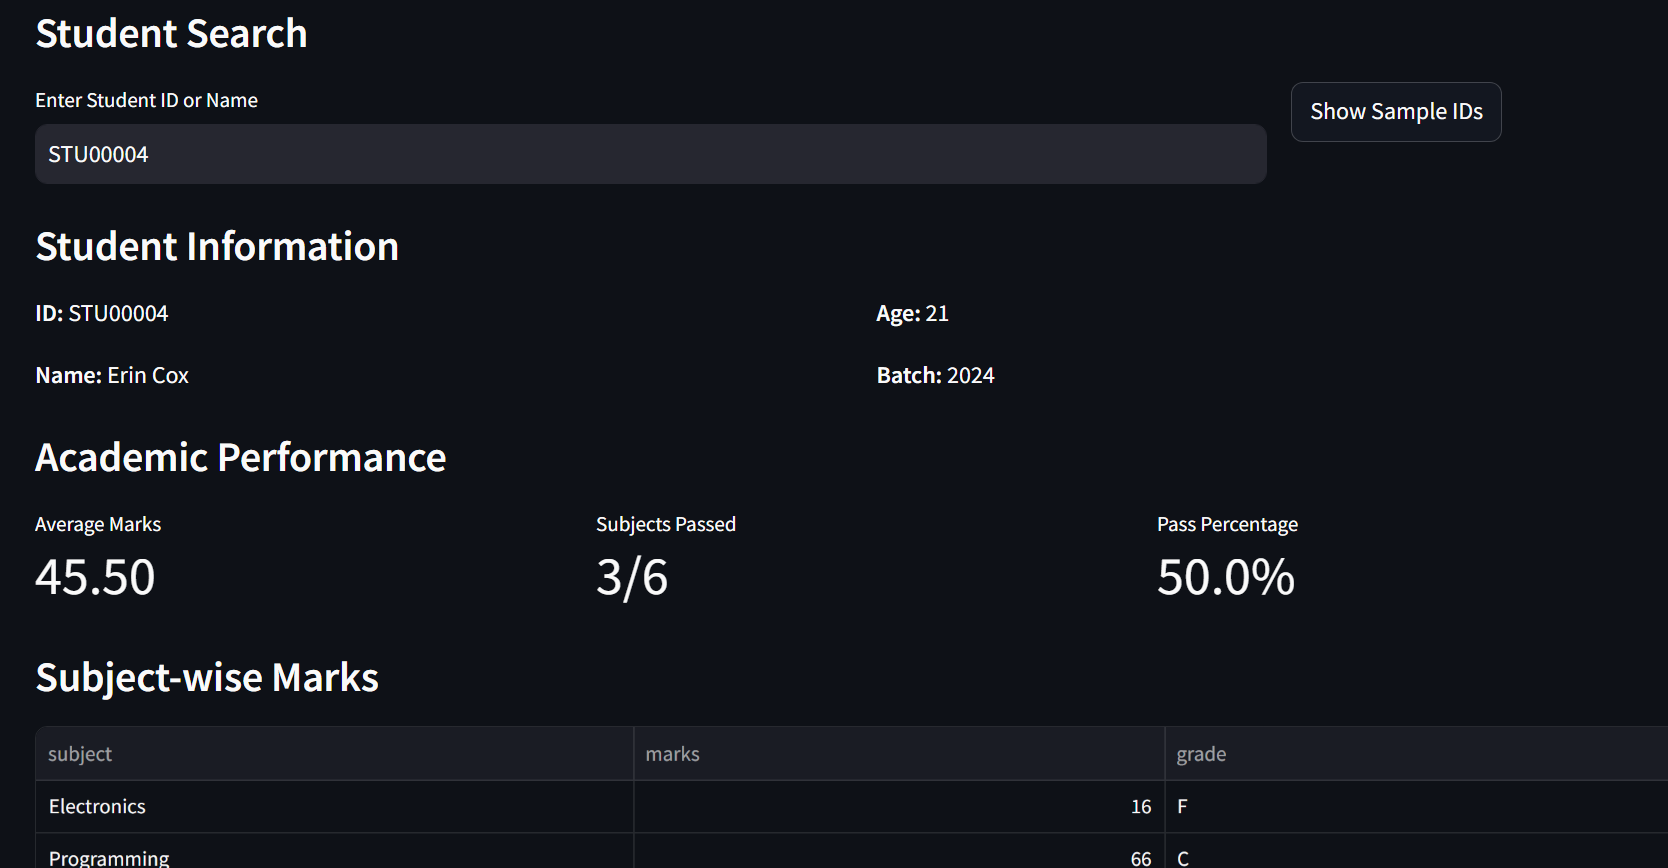 Student Search
Enter Student ID or Name
Show Sample IDs
STU00004
Student Information
ID: STU00004
Age: 21
Name: Erin Cox
Batch: 2024
Academic Performance
Average Marks
Subjects Passed
Pass Percentage
45.50
3/6
50.0%
Subject-wise Marks
subject marks grade
Electronics 16 F
Programming 66 C